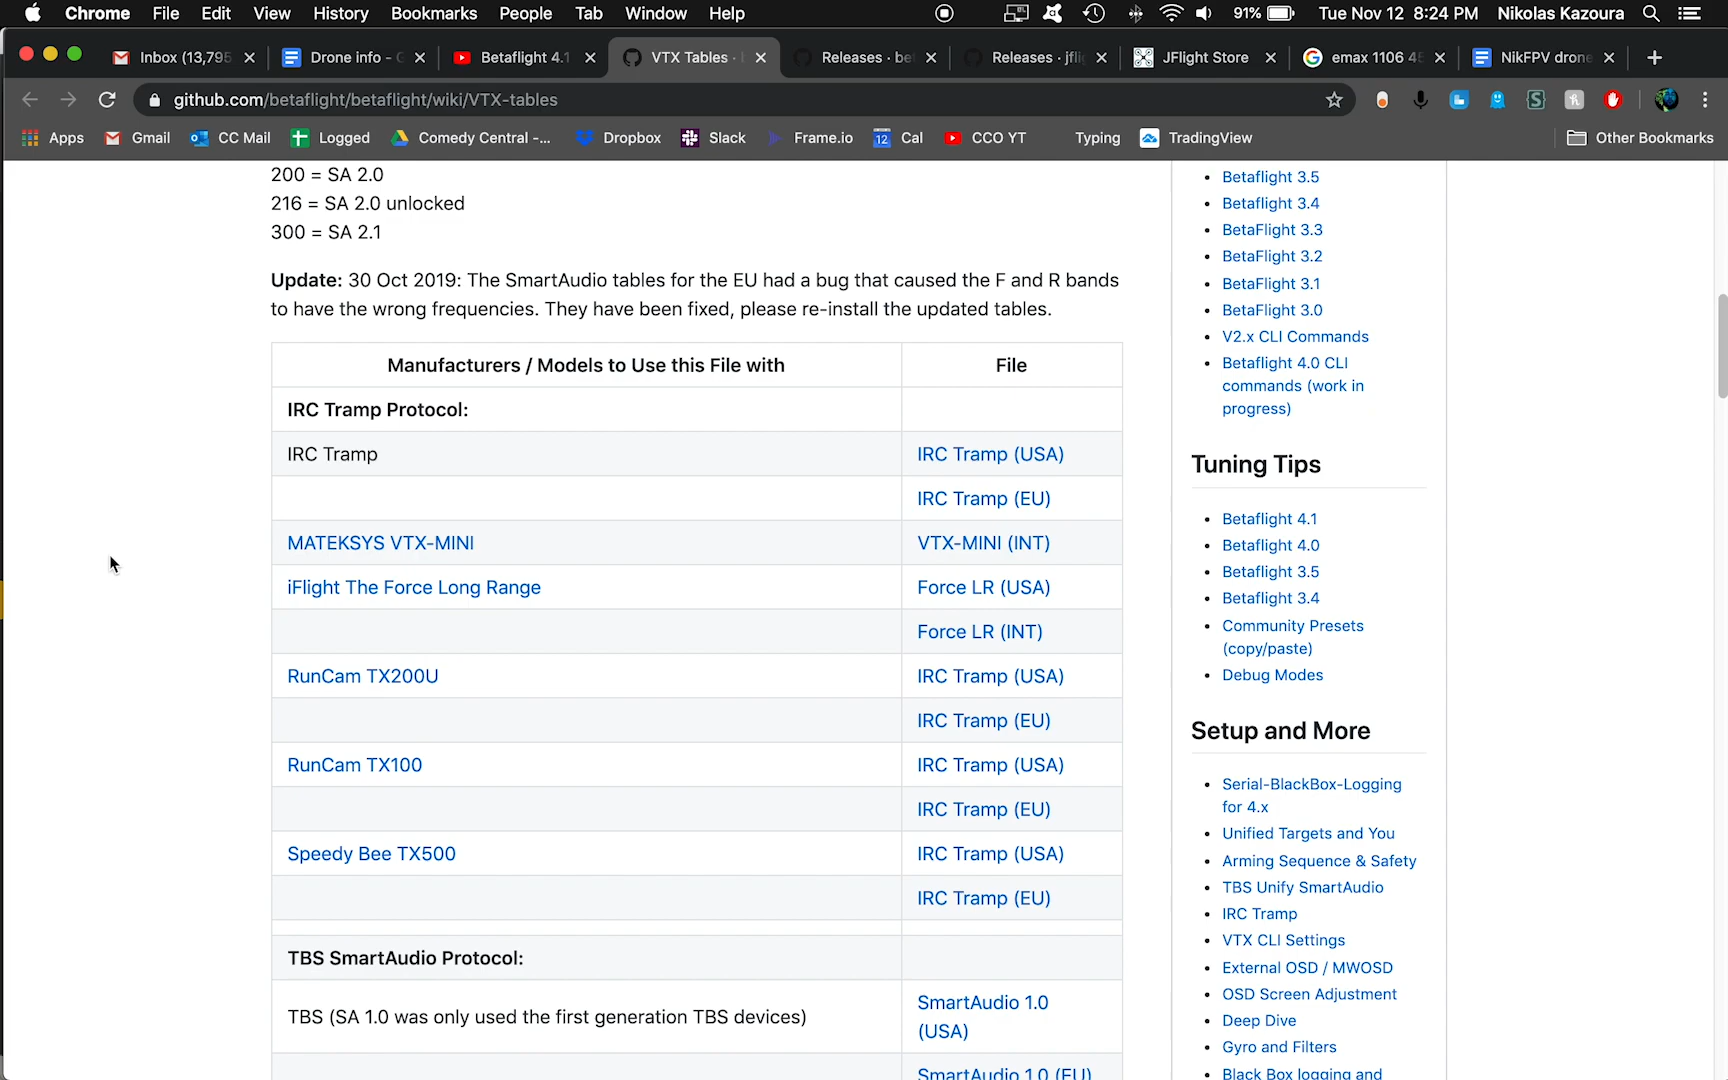 Chrome File Edit View History Bookmarks People Tab Window Help 91% Tue Nov 12 8:24 PM Nikolas Kazoura
Inbox (13,795 Drone info - G Betaflight 4.1 VTX Tables · Releases · be Releases · jfli JFlight Store emax 1106 45 NikFPV drone
github.com/betaflight/betaflight/wiki/VTX-tables
Apps Gmail CC Mail Logged Comedy Central -... Dropbox Slack Frame.io 12 Cal CCO YT Typing TradingView Other Bookmarks
200 = SA 2.0
216 = SA 2.0 unlocked
300 = SA 2.1
Update: 30 Oct 2019: The SmartAudio tables for the EU had a bug that caused the F and R bands
to have the wrong frequencies. They have been fixed, please re-install the updated tables.
Manufacturers / Models to Use this File with File
IRC Tramp Protocol:
IRC Tramp IRC Tramp (USA)
IRC Tramp (EU)
MATEKSYS VTX-MINI VTX-MINI (INT)
iFlight The Force Long Range Force LR (USA)
Force LR (INT)
RunCam TX200U IRC Tramp (USA)
IRC Tramp (EU)
RunCam TX100 IRC Tramp (USA)
IRC Tramp (EU)
Speedy Bee TX500 IRC Tramp (USA)
IRC Tramp (EU)
TBS SmartAudio Protocol:
TBS (SA 1.0 was only used the first generation TBS devices) SmartAudio 1.0
(USA)
SmartAudio 1.0 (EU)
Betaflight 3.5
Betaflight 3.4
BetaFlight 3.3
BetaFlight 3.2
BetaFlight 3.1
BetaFlight 3.0
V2.x CLI Commands
Betaflight 4.0 CLI
commands (work in
progress)
Tuning Tips
Betaflight 4.1
Betaflight 4.0
Betaflight 3.5
Betaflight 3.4
Community Presets
(copy/paste)
Debug Modes
Setup and More
Serial-BlackBox-Logging
for 4.x
Unified Targets and You
Arming Sequence & Safety
TBS Unify SmartAudio
IRC Tramp
VTX CLI Settings
External OSD / MWOSD
OSD Screen Adjustment
Deep Dive
Gyro and Filters
Black Box logging and